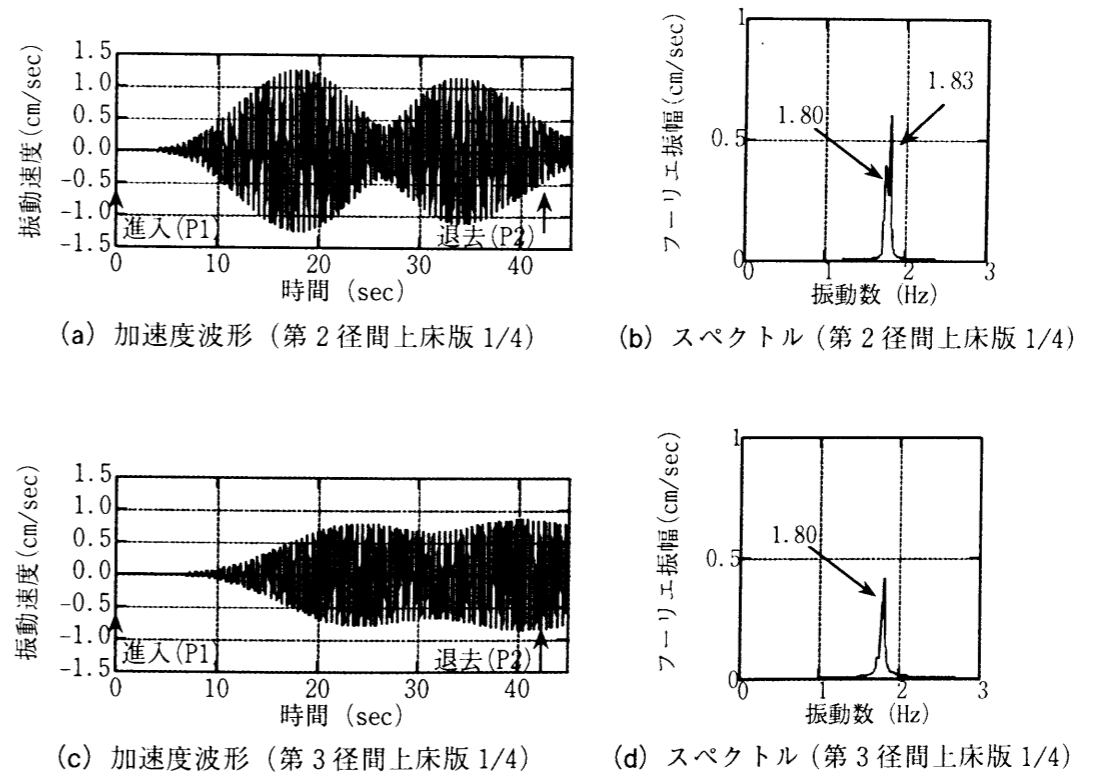 振動速度(cm/sec)
1.5
1.0
0.5
0.0
-0.5
-1.0
-1.5
進入(P1)
退去(P2)
0 10 20 30 40
時間 (sec)
(a) 加速度波形 (第2径間上床版 1/4)
フーリエ振幅(cm/sec)
1
0.5
0
1.80
1.83
0 1 2 3
振動数 (Hz)
(b) スペクトル (第2径間上床版 1/4)
振動速度(cm/sec)
1.5
1.0
0.5
0.0
-0.5
-1.0
-1.5
進入(P1)
退去(P2)
0 10 20 30 40
時間 (sec)
(c) 加速度波形 (第3径間上床版 1/4)
フーリエ振幅(cm/sec)
1
0.5
0
1.80
0 1 2 3
振動数 (Hz)
(d) スペクトル (第3径間上床版 1/4)